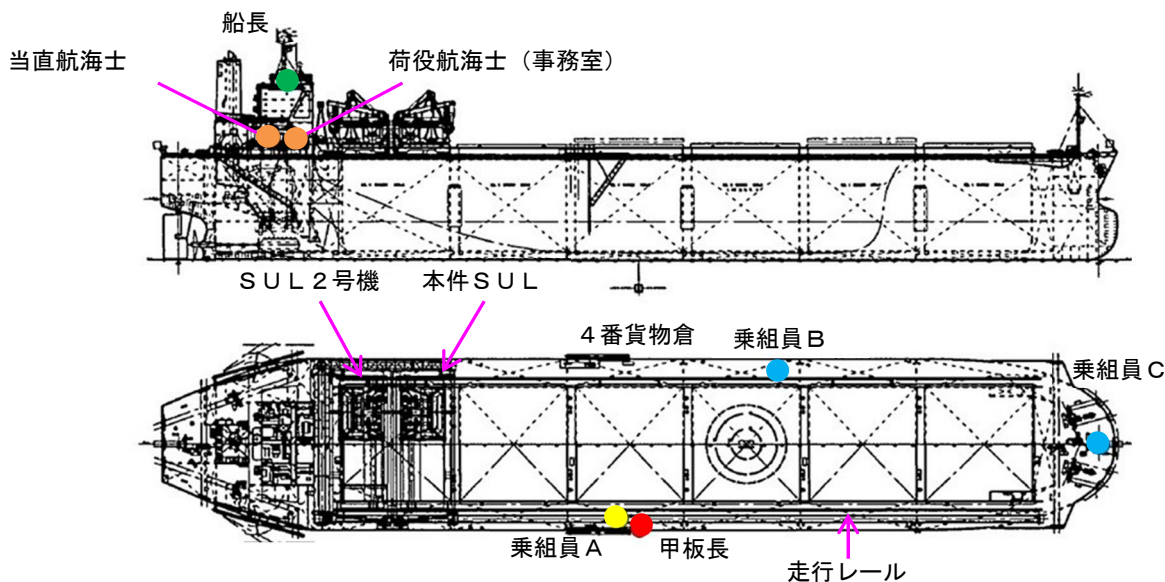 船長
当直航海士
荷役航海士（事務室）
ＳＵＬ２号機
本件ＳＵＬ
４番貨物倉
乗組員Ｂ
乗組員Ｃ
乗組員Ａ
甲板長
走行レール